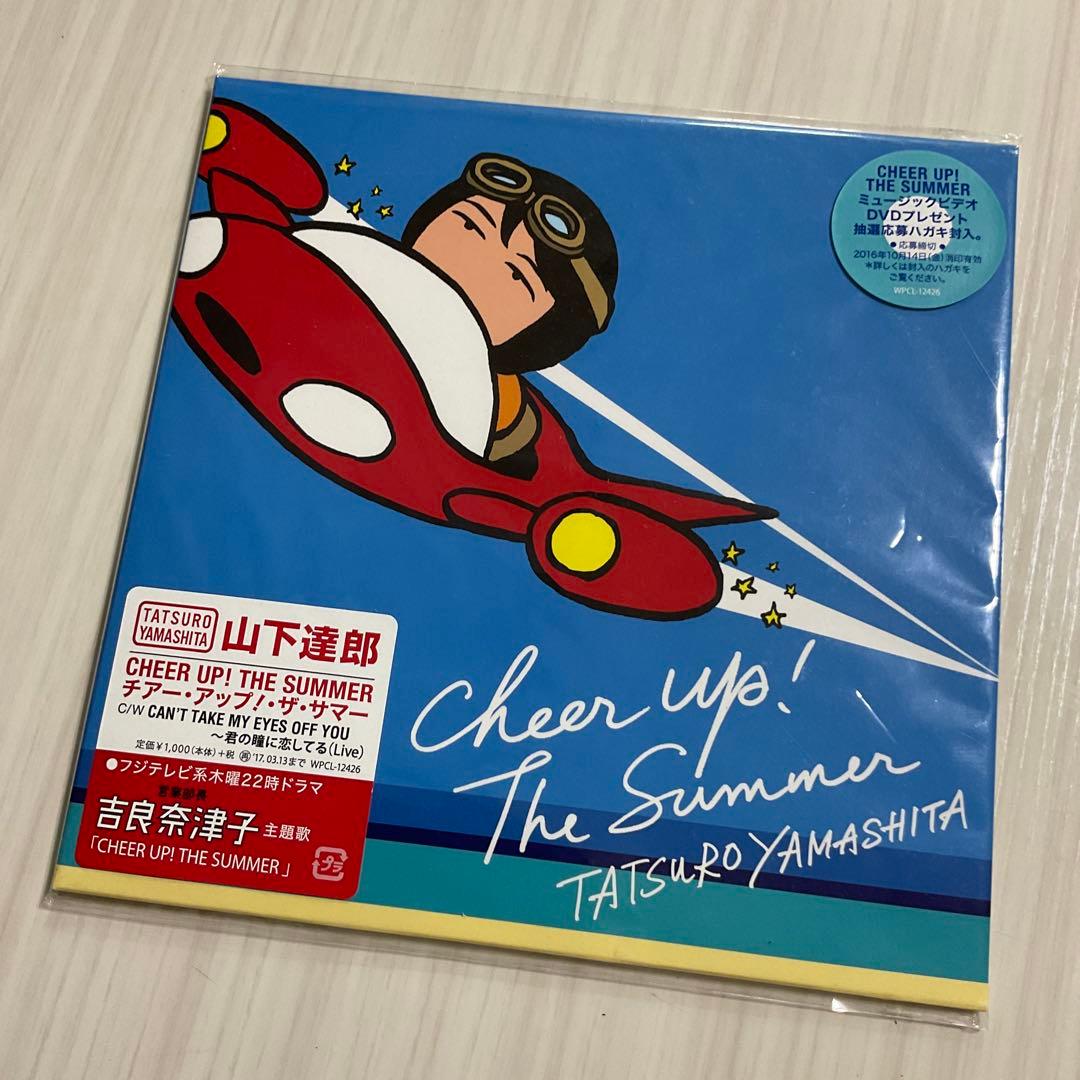 CHEER UP!
THE SUMMER
ミュージックビデオ
DVDプレゼント
抽選応募ハガキ封入。
●応募締切●
2016年10月14日(金)消印有効
＊詳しくは封入のハガキを
ご覧ください。
WPCL-12426
Cheer up!
The Summer
TATSURO YAMASHITA
TATSURO
YAMASHITA
山下達郎
CHEER UP! THE SUMMER
チアー・アップ!・ザ・サマー
C/W CAN'T TAKE MY EYES OFF YOU
〜君の瞳に恋してる(Live)
定価￥1,000(本体)+税 再 '17.03.13まで WPCL-12426
●フジテレビ系木曜22時ドラマ
営業部長
吉良奈津子 主題歌
「CHEER UP! THE SUMMER」
プラ